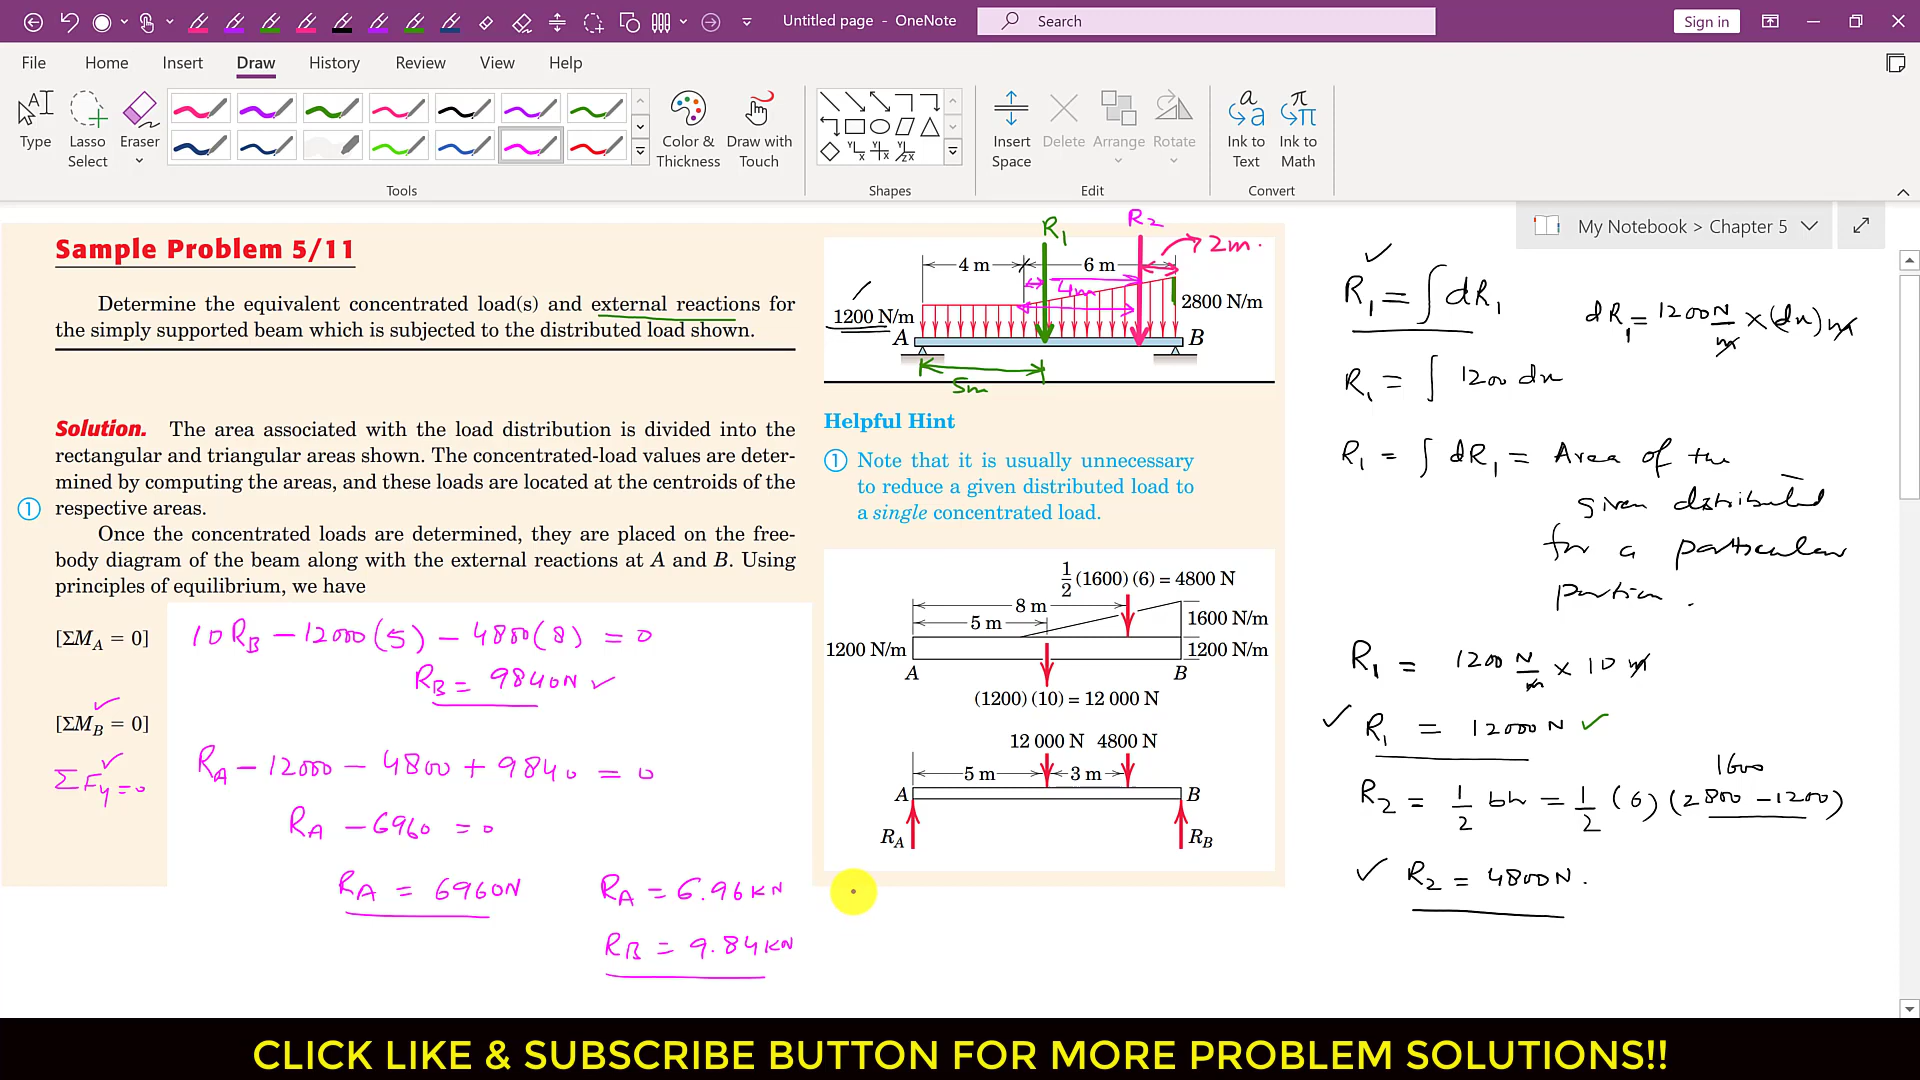 Untitled page - OneNote
Search
Sign in
File Home Insert Draw History Review View Help
Type
Lasso Select
Eraser
Color & Thickness
Draw with Touch
Insert Space
Delete
Arrange
Rotate
Ink to Text
Ink to Math
Tools
Shapes
Edit
Convert
My Notebook > Chapter 5
Sample Problem 5/11
Determine the equivalent concentrated load(s) and external reactions for
the simply supported beam which is subjected to the distributed load shown.
Solution. The area associated with the load distribution is divided into the
rectangular and triangular areas shown. The concentrated-load values are deter-
mined by computing the areas, and these loads are located at the centroids of the
① respective areas.
Once the concentrated loads are determined, they are placed on the free-
body diagram of the beam along with the external reactions at A and B. Using
principles of equilibrium, we have
[ΣM_A = 0]
10 R_B − 12000(5) − 4800(8) = 0
R_B = 9840N ✓
[ΣM_B = 0]
ΣF_y = 0
R_A − 12000 − 4800 + 9840 = 0
R_A − 6960 = 0
R_A = 6960N
R_A = 6.96KN
R_B = 9.84KN
R_1
R_2
2m.
4 m
6 m
4m
1200 N/m
2800 N/m
A
B
5m
Helpful Hint
① Note that it is usually unnecessary
to reduce a given distributed load to
a single concentrated load.
1/2 (1600)(6) = 4800 N
8 m
5 m
1600 N/m
1200 N/m
1200 N/m
A
B
(1200)(10) = 12 000 N
12 000 N 4800 N
5 m
3 m
A
B
R_A
R_B
✓
R_1 = ∫dR_1
dR_1 = 1200 N/m × (dx) m
R_1 = ∫ 1200 dx
R_1 = ∫ dR_1 = Area of the
given distributed
for a particular
portion .
R_1 = 1200 N/m × 10 m
✓ R_1 = 12000N ✓
1600
R_2 = 1/2 bh = 1/2 (6) (2800 − 1200)
✓ R_2 = 4800N.
CLICK LIKE & SUBSCRIBE BUTTON FOR MORE PROBLEM SOLUTIONS!!